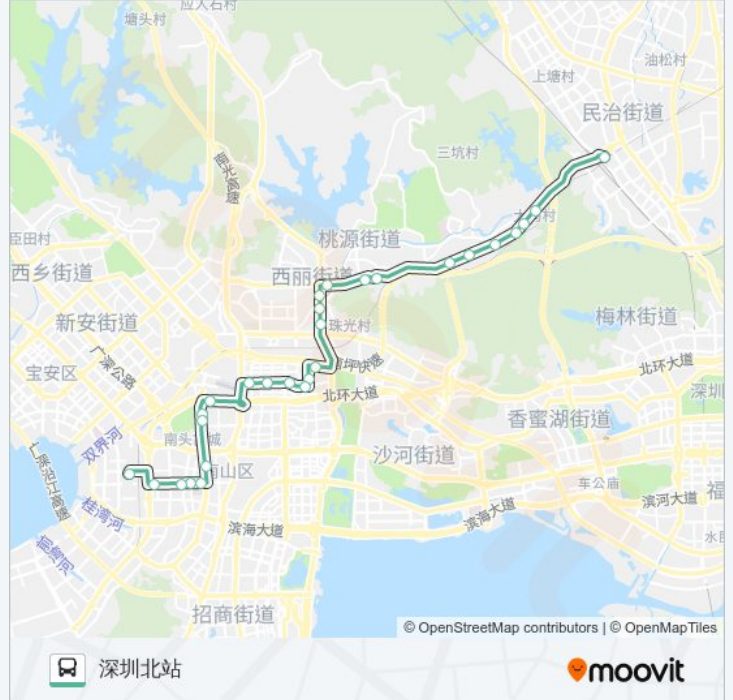 应人石村
塘头村
油松村
上塘村
民治街道
三坑村
南光高速
臣田村
桃源街道
西乡街道
西丽街道
新安街道
珠光村
梅林街道
广深公路
宝安区
北环大道
北环大道
深圳
香蜜湖街道
双界河
南头
城
沙河街道
南山区
广深沿江高速
车公庙
福
桂湾河
滨海大道
滨海大道
滨河大道
前湾河
招商街道
© OpenStreetMap contributors | © OpenMapTiles
深圳北站
moovit